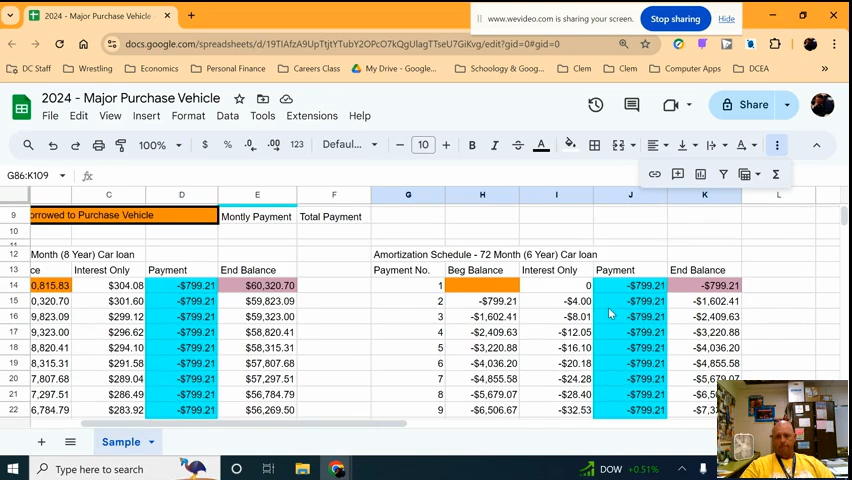 2024 - Major Purchase Vehicle
www.wevideo.com is sharing your screen.
Stop sharing
Hide
docs.google.com/spreadsheets/d/19TlAfzA9UpTtjtYTubY2OPcO7kQgUlagTTseU7GiKvg/edit?gid=0#gid=0
DC Staff Wrestling Economics Personal Finance Careers Class My Drive - Google... Schoology & Goog... Clem Clem Computer Apps DCEA
2024 - Major Purchase Vehicle
File Edit View Insert Format Data Tools Extensions Help
Share
100% $ % .0 .00 123 Defaul... 10 B I S A
G86:K109 fx
C D E F G H I J K L
9 orrowed to Purchase Vehicle Montly Payment Total Payment
10
11
12 Month (8 Year) Car loan Amortization Schedule - 72 Month (6 Year) Car loan
13 ce Interest Only Payment End Balance Payment No. Beg Balance Interest Only Payment End Balance
14 0,815.83 $304.08 -$799.21 $60,320.70 1 0 -$799.21 -$799.21
15 0,320.70 $301.60 -$799.21 $59,823.09 2 -$799.21 -$4.00 -$799.21 -$1,602.41
16 9,823.09 $299.12 -$799.21 $59,323.00 3 -$1,602.41 -$8.01 -$799.21 -$2,409.63
17 9,323.00 $296.62 -$799.21 $58,820.41 4 -$2,409.63 -$12.05 -$799.21 -$3,220.88
18 8,820.41 $294.10 -$799.21 $58,315.31 5 -$3,220.88 -$16.10 -$799.21 -$4,036.20
19 8,315.31 $291.58 -$799.21 $57,807.68 6 -$4,036.20 -$20.18 -$799.21 -$4,855.58
20 7,807.68 $289.04 -$799.21 $57,297.51 7 -$4,855.58 -$24.28 -$799.21 -$5,679.07
21 7,297.51 $286.49 -$799.21 $56,784.79 8 -$5,679.07 -$28.40 -$799.21 -$6,50
22 6,784.79 $283.92 -$799.21 $56,269.50 9 -$6,506.67 -$32.53 -$799.21 -$7,3
Sample
Type here to search
DOW +0.51%